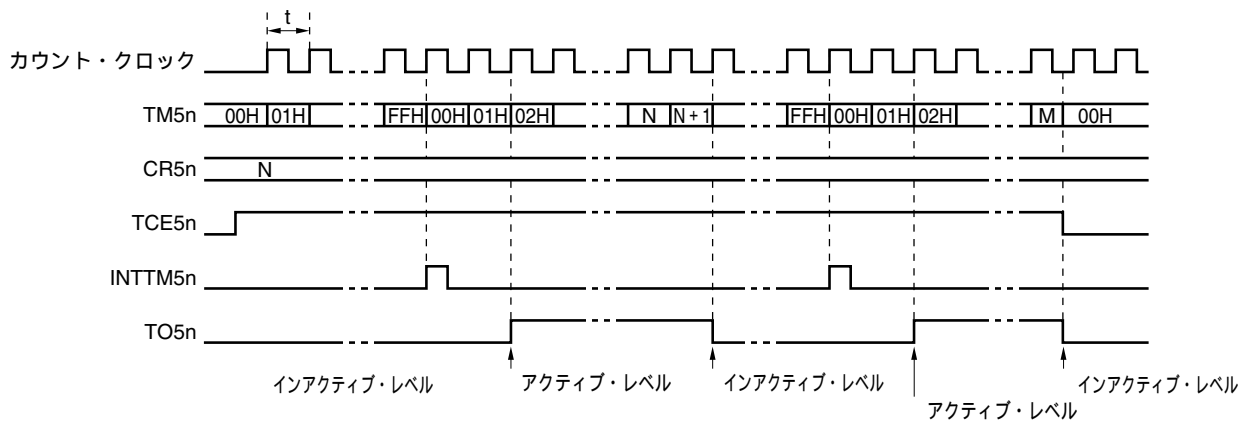 t
カウント・クロック
TM5n 00H 01H FFH 00H 01H 02H N N + 1 FFH 00H 01H 02H M 00H
CR5n N
TCE5n
INTTM5n
TO5n
インアクティブ・レベル アクティブ・レベル インアクティブ・レベル インアクティブ・レベル
アクティブ・レベル